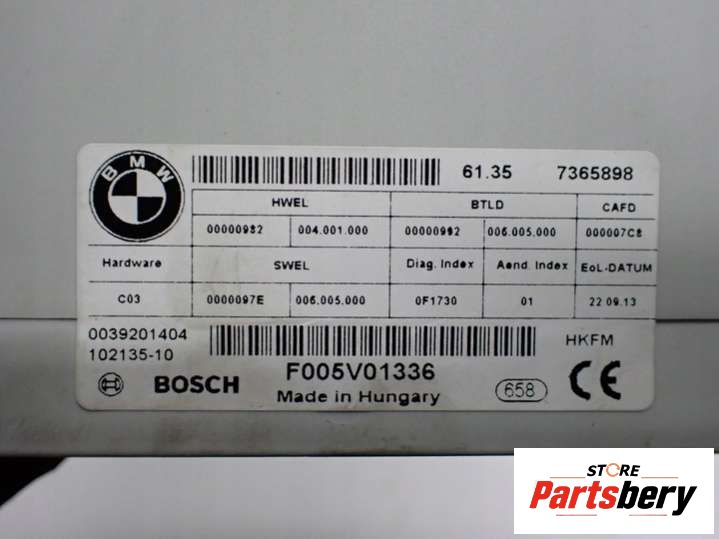 BMW
61.35 7365898
HWEL BTLD CAFD
00000982 004.001.000 00000992 006.005.000 000007C8
Hardware SWEL Diag. Index Aend. Index EoL-DATUM
C03 0000097E 006.005.000 0F1730 01 22.09.13
0039201404
102135-10
HKFM
BOSCH
F005V01336
Made in Hungary
658
CE
STORE
Partsbery